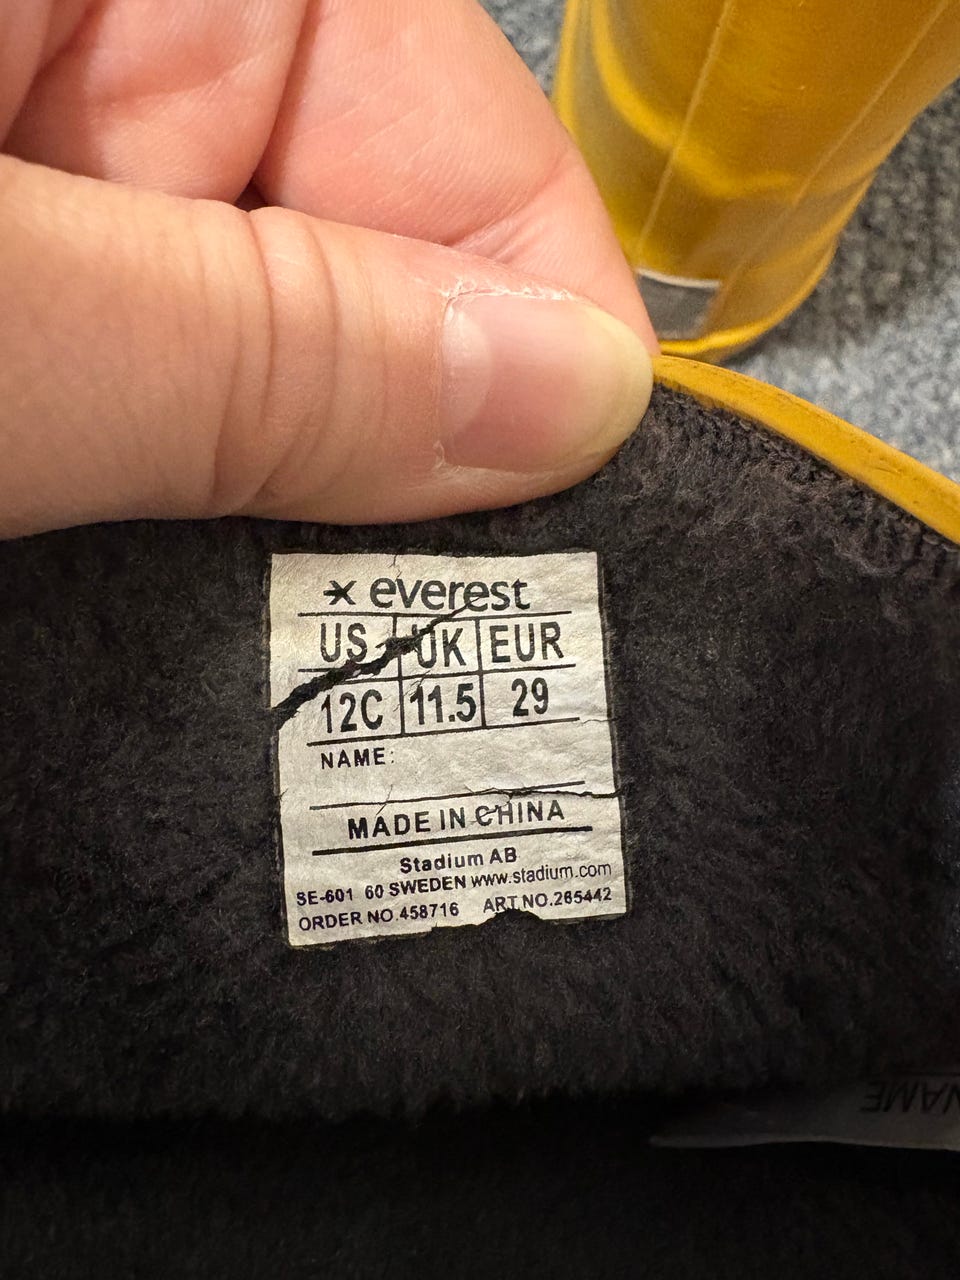 everest
US UK EUR
12C 11.5 29
NAME:
MADE IN CHINA
Stadium AB
SE-601 60 SWEDEN www.stadium.com
ORDER NO.458716 ART NO.265442
NAME